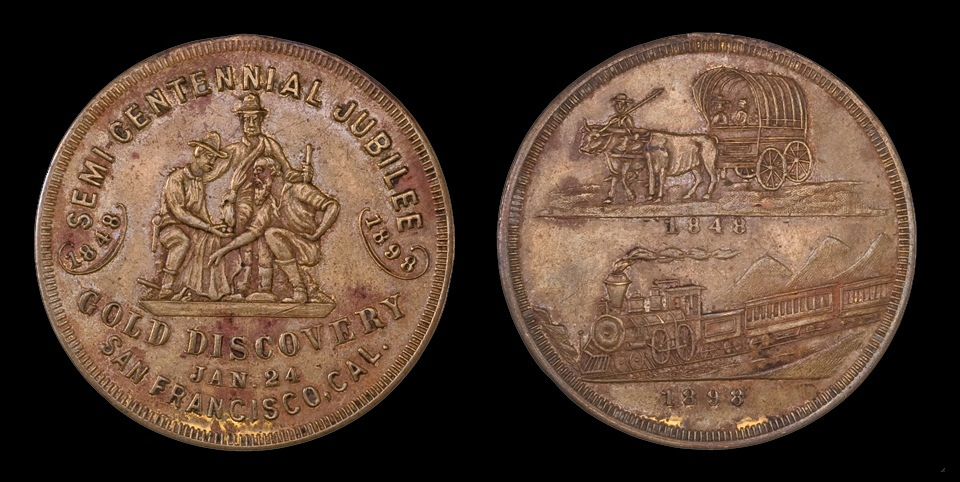 SEMI-CENTENNIAL JUBILEE
1848
1898
GOLD DISCOVERY
JAN. 24
SAN FRANCISCO, CAL.
1848
1898